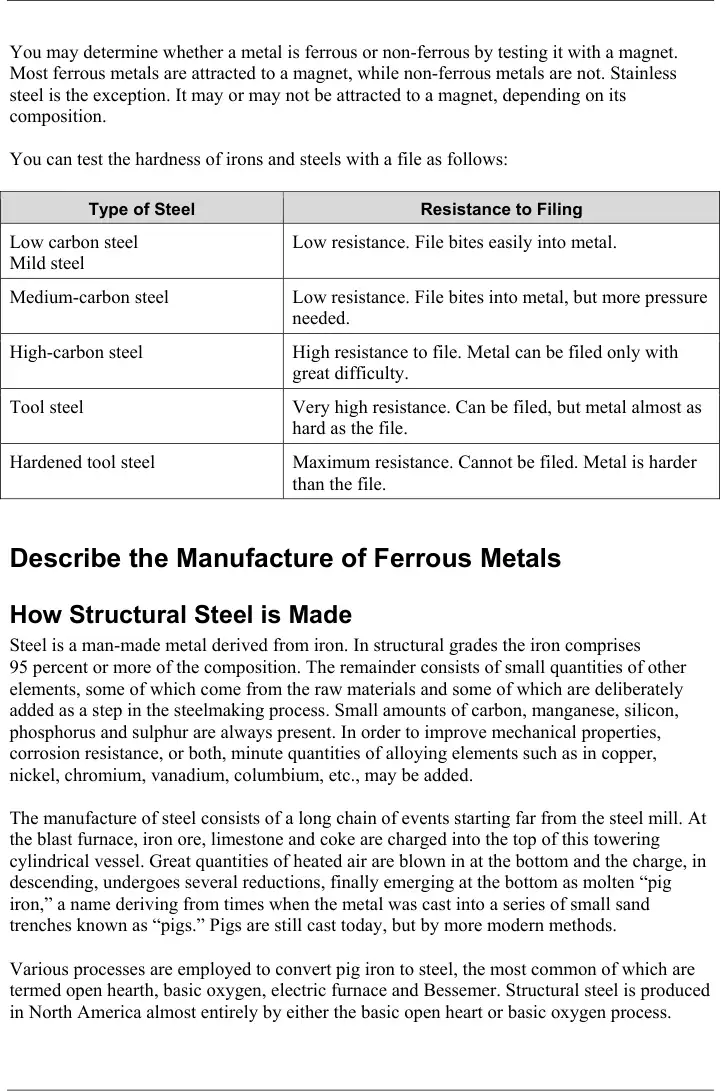 You may determine whether a metal is ferrous or non-ferrous by testing it with a magnet.
Most ferrous metals are attracted to a magnet, while non-ferrous metals are not. Stainless
steel is the exception. It may or may not be attracted to a magnet, depending on its
composition.
You can test the hardness of irons and steels with a file as follows:
Type of Steel Resistance to Filing
Low carbon steel Low resistance. File bites easily into metal.
Mild steel
Medium-carbon steel Low resistance. File bites into metal, but more pressure
needed.
High-carbon steel High resistance to file. Metal can be filed only with
great difficulty.
Tool steel Very high resistance. Can be filed, but metal almost as
hard as the file.
Hardened tool steel Maximum resistance. Cannot be filed. Metal is harder
than the file.
Describe the Manufacture of Ferrous Metals
How Structural Steel is Made
Steel is a man-made metal derived from iron. In structural grades the iron comprises
95 percent or more of the composition. The remainder consists of small quantities of other
elements, some of which come from the raw materials and some of which are deliberately
added as a step in the steelmaking process. Small amounts of carbon, manganese, silicon,
phosphorus and sulphur are always present. In order to improve mechanical properties,
corrosion resistance, or both, minute quantities of alloying elements such as in copper,
nickel, chromium, vanadium, columbium, etc., may be added.
The manufacture of steel consists of a long chain of events starting far from the steel mill. At
the blast furnace, iron ore, limestone and coke are charged into the top of this towering
cylindrical vessel. Great quantities of heated air are blown in at the bottom and the charge, in
descending, undergoes several reductions, finally emerging at the bottom as molten “pig
iron,” a name deriving from times when the metal was cast into a series of small sand
trenches known as “pigs.” Pigs are still cast today, but by more modern methods.
Various processes are employed to convert pig iron to steel, the most common of which are
termed open hearth, basic oxygen, electric furnace and Bessemer. Structural steel is produced
in North America almost entirely by either the basic open heart or basic oxygen process.